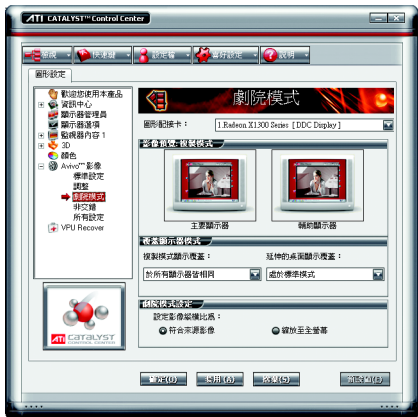 ATI CATALYST™ Control Center
檢視 快速鍵 設定檔 喜好設定 說明
圖形設定
歡迎您使用本產品
資訊中心
顯示器管理員
顯示器選項
監視器內容 1
3D
顏色
Avivo™ 影像
標準設定
調整
劇院模式
非交錯
所有設定
VPU Recover
ATI CATALYST
CONTROL CENTER
劇院模式
圖形配接卡：
1.Radeon X1300 Series [DDC Display]
影像預覽:複製模式
主要顯示器 輔助顯示器
覆蓋顯示器模式
複製模式顯示覆蓋： 延伸的桌面顯示覆蓋：
於所有顯示器皆相同 處於標準模式
劇院模式設定
設定影像縱橫比為：
符合來源影像 縮放至全螢幕
確定(O) 套用(A) 恢復(S) 預設值(E)